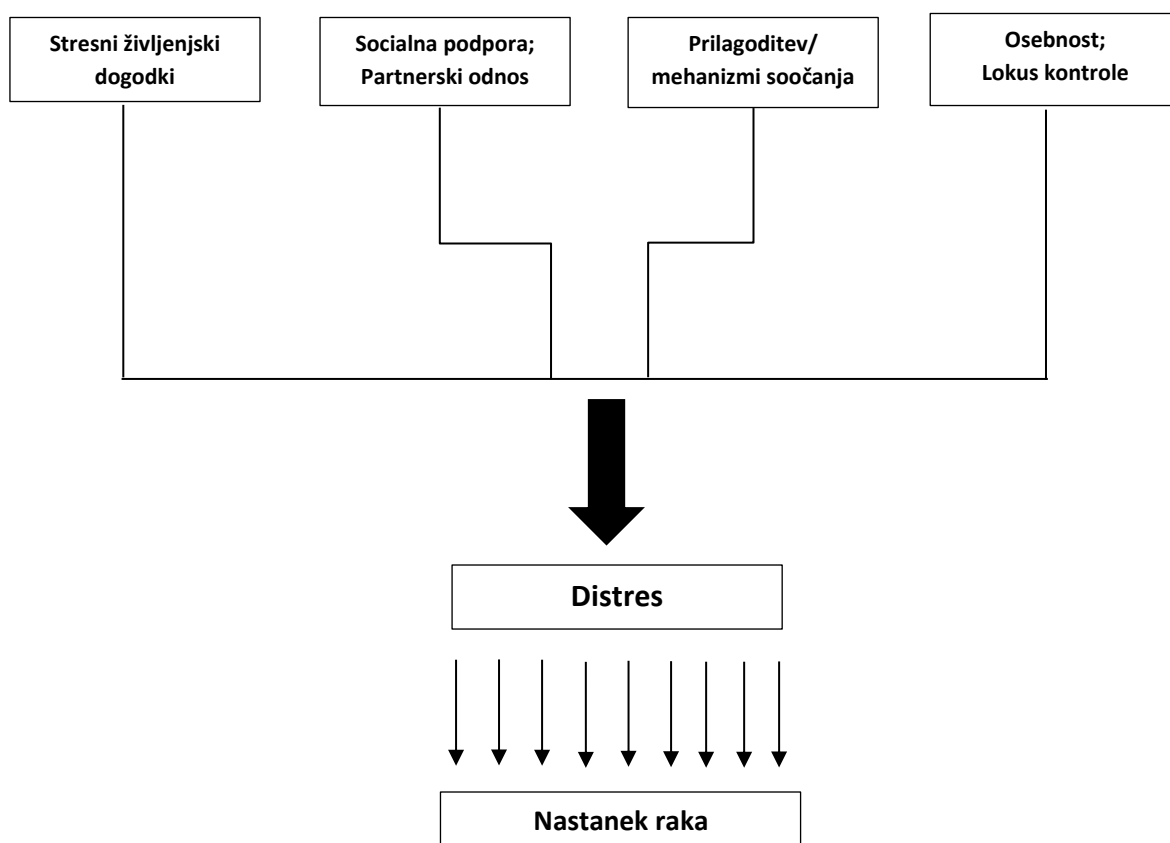 Stresni življenjski
dogodki
Socialna podpora;
Partnerski odnos
Prilagoditev/
mehanizmi soočanja
Osebnost;
Lokus kontrole
Distres
Nastanek raka